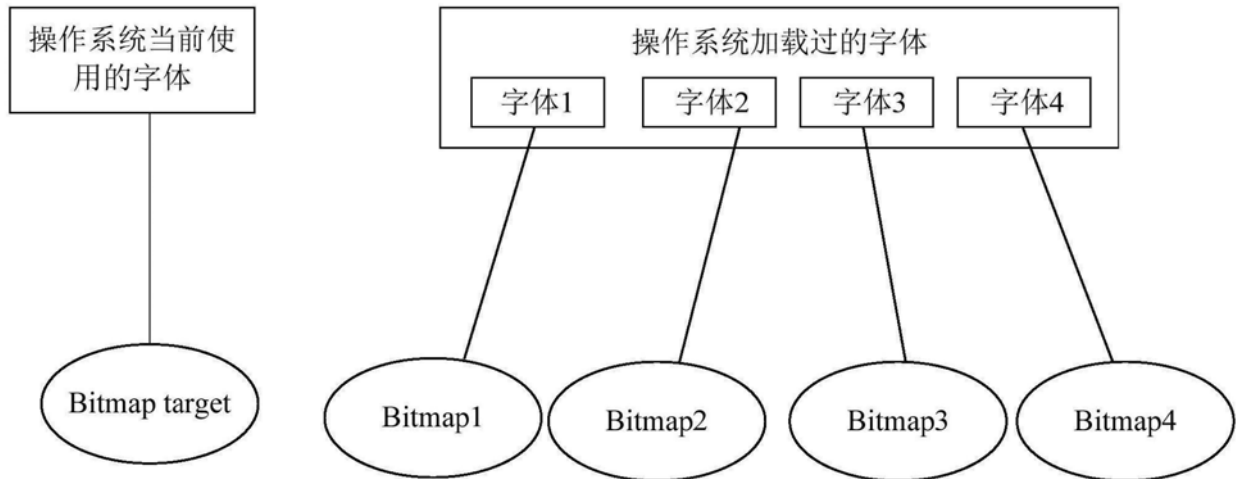 操作系统当前使
用的字体
操作系统加载过的字体
字体1
字体2
字体3
字体4
Bitmap target
Bitmap1
Bitmap2
Bitmap3
Bitmap4